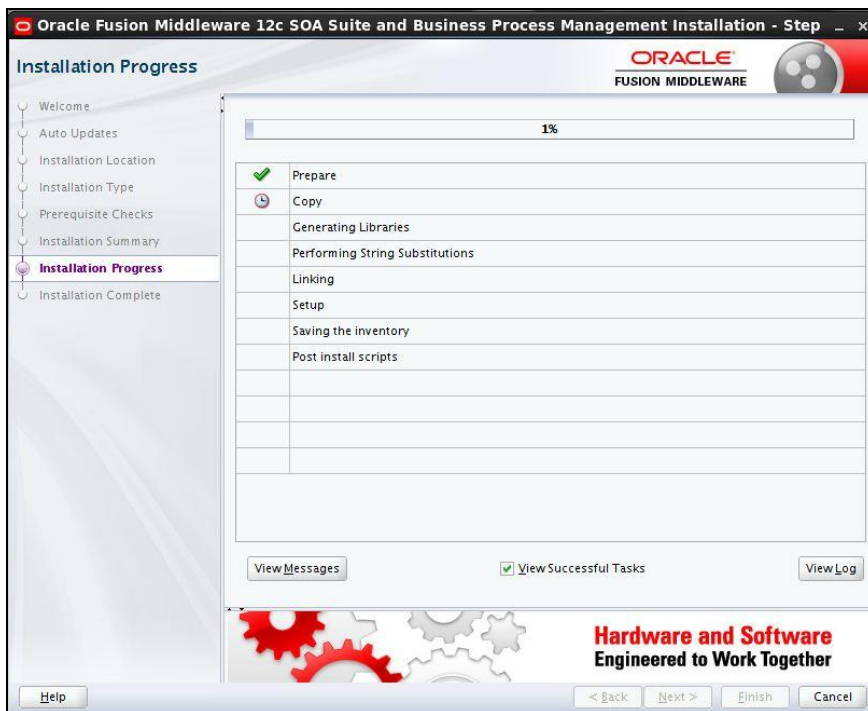 Oracle Fusion Middleware 12c SOA Suite and Business Process Management Installation - Step
Installation Progress
ORACLE
FUSION MIDDLEWARE
Welcome
Auto Updates
Installation Location
Installation Type
Prerequisite Checks
Installation Summary
Installation Progress
Installation Complete
1%
Prepare
Copy
Generating Libraries
Performing String Substitutions
Linking
Setup
Saving the inventory
Post install scripts
View Messages
View Successful Tasks
View Log
Hardware and Software
Engineered to Work Together
Help
< Back
Next >
Finish
Cancel